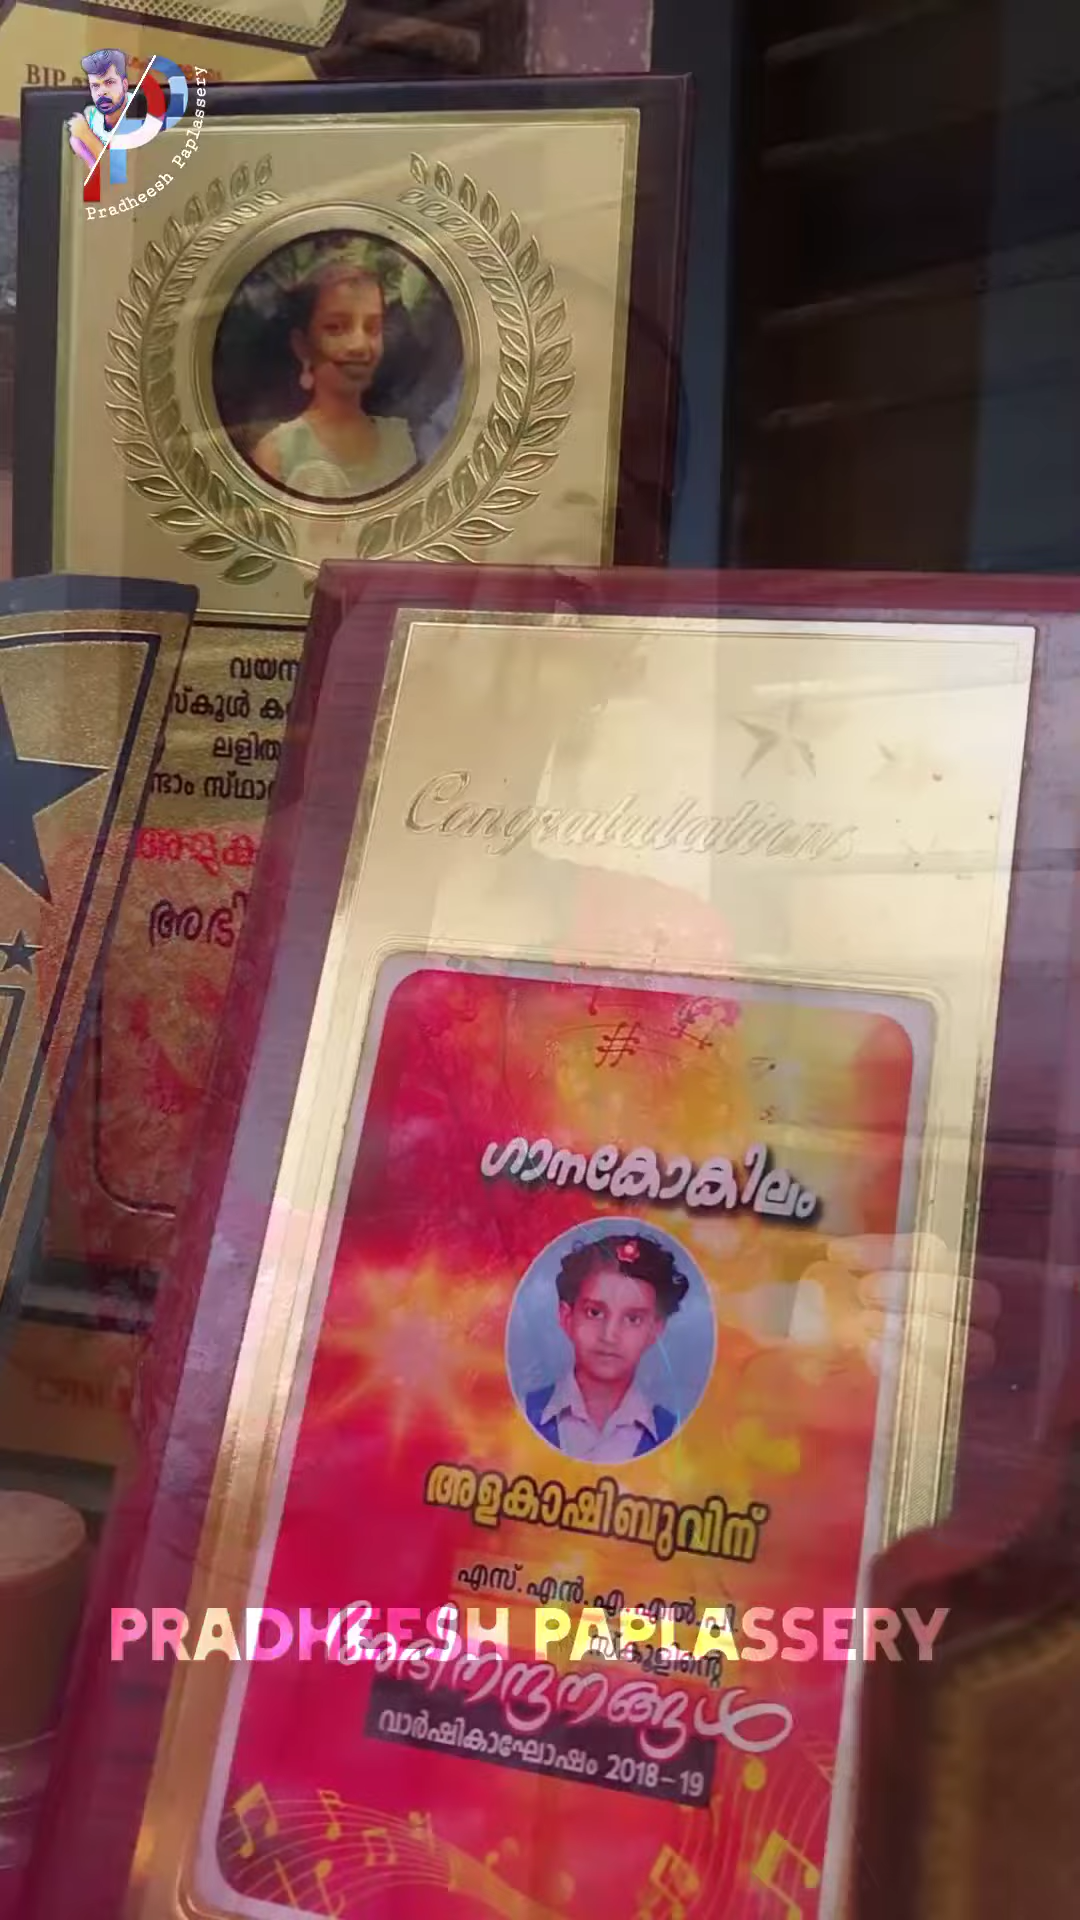 BJP
Pradheesh Paplassery
വയന
സ്കൂൾ ക
ലളിത
ണ്ടാം സ്ഥാ
അഭി
Congratulations
ഗാനകോകിലം
അളകാഷിബുവിന്
എസ്.എൻ.എ.എൽ.പി.
സ്കൂളിന്റെ
PRADHEESH PAPLASSERY
അഭിനന്ദനങ്ങൾ
വാർഷികാഘോഷം 2018-19